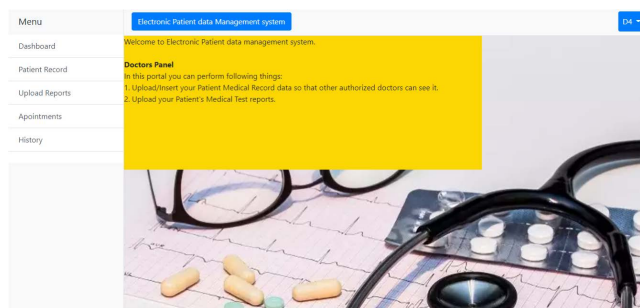 Menu
Electronic Patient data Management system
D4
Dashboard
Patient Record
Upload Reports
Apointments
History
Welcome to Electronic Patient data management system.
Doctors Panel
In this portal you can perform following things:
1. Upload/Insert your Patient Medical Record data so that other authorized doctors can see it.
2. Upload your Patient's Medical Test reports.